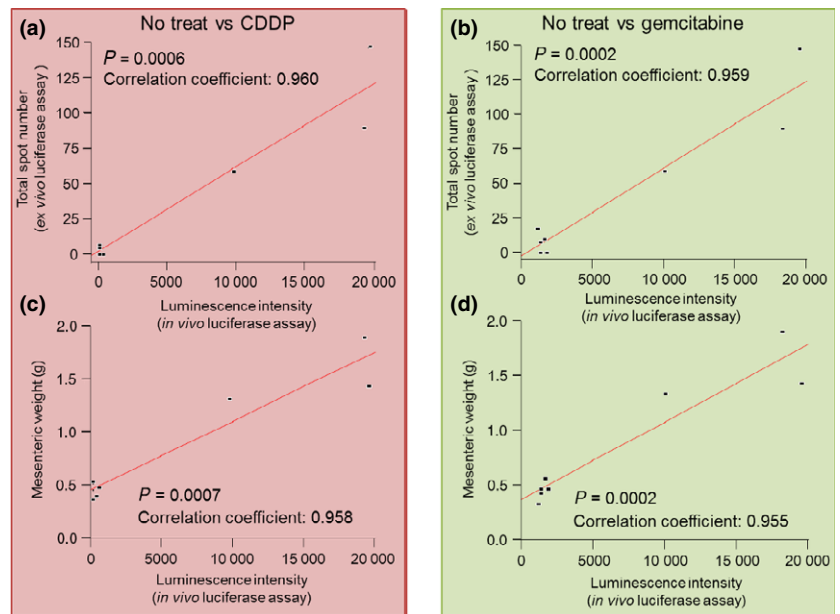 (a) No treat vs CDDP
150
125
100
75
50
25
0
Total spot number
(ex vivo luciferase assay )
P = 0.0006
Correlation coefficient: 0.960
0 5000 10 000 15 000 20 000
Luminescence intensity
(in vivo luciferase assay)
(b) No treat vs gemcitabine
150
125
100
75
50
25
0
Total spot number
(ex vivo luciferase assay )
P = 0.0002
Correlation coefficient: 0.959
0 5000 10 000 15 000 20 000
Luminescence intensity
(in vivo luciferase assay)
(c)
2.0
1.5
1.0
0.5
0.0
Mesenteric weight (g)
P = 0.0007
Correlation coefficient: 0.958
0 5000 10 000 15 000 20 000
Luminescence intensity
(in vivo luciferase assay)
(d)
2.0
1.5
1.0
0.5
0.0
Mesenteric weight (g)
P = 0.0002
Correlation coefficient: 0.955
0 5000 10 000 15 000 20 000
Luminescence intensity
(in vivo luciferase assay)